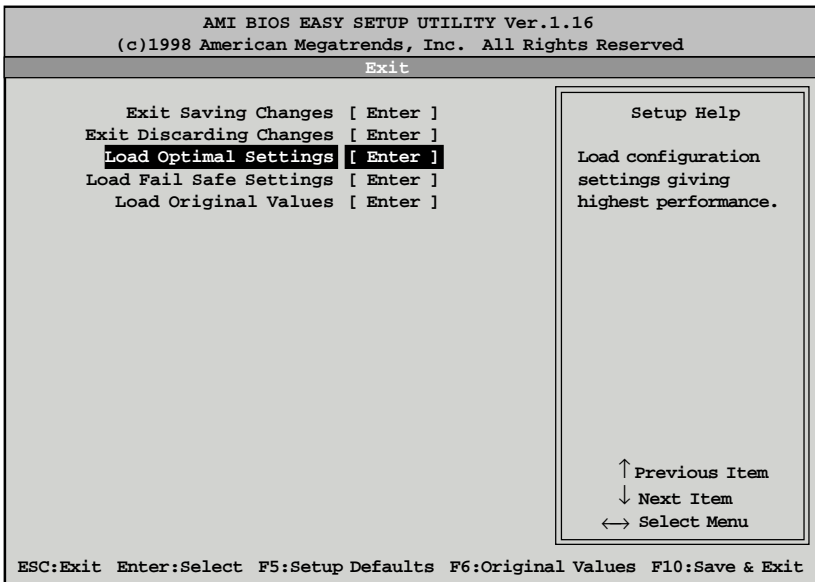 AMI BIOS EASY SETUP UTILITY Ver.1.16
(c)1998 American Megatrends, Inc. All Rights Reserved
Exit
Exit Saving Changes [ Enter ]
Exit Discarding Changes [ Enter ]
Load Optimal Settings [ Enter ]
Load Fail Safe Settings [ Enter ]
Load Original Values [ Enter ]
Setup Help
Load configuration
settings giving
highest performance.
↑ Previous Item
↓ Next Item
←→ Select Menu
ESC:Exit Enter:Select F5:Setup Defaults F6:Original Values F10:Save & Exit